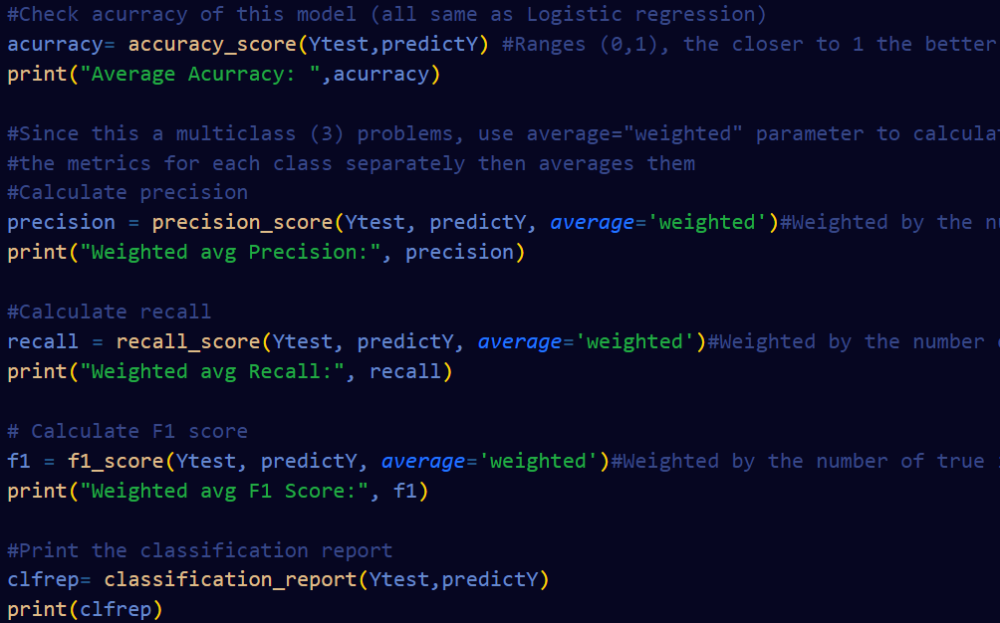 #Check acurracy of this model (all same as Logistic regression)
acurracy= accuracy_score(Ytest,predictY) #Ranges (0,1), the closer to 1 the better
print("Average Acurracy: ",acurracy)
#Since this a multiclass (3) problems, use average="weighted" parameter to
#the metrics for each class separately then averages them
#Calculate precision
precision = precision_score(Ytest, predictY, average='weighted')#Weighted by the
print("Weighted avg Precision:", precision)
#Calculate recall
recall = recall_score(Ytest, predictY, average='weighted')#Weighted by the number
print("Weighted avg Recall:", recall)
# Calculate F1 score
f1 = f1_score(Ytest, predictY, average='weighted')#Weighted by the number of true
print("Weighted avg F1 Score:", f1)
#Print the classification report
clfrep= classification_report(Ytest,predictY)
print(clfrep)